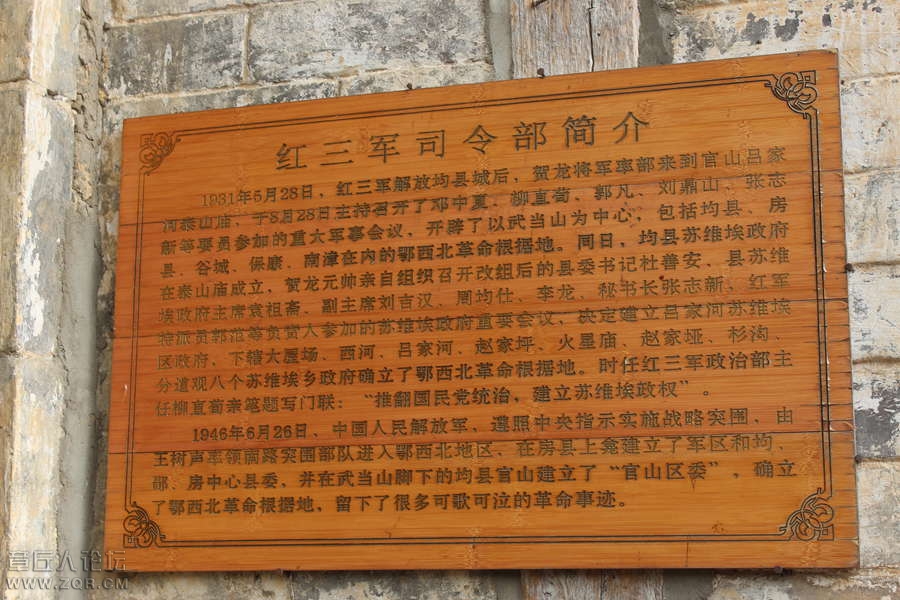 红三军司令部简介
1931年5月28日，红三军解放均县城后，贺龙将军率部来到官山吕家
河泰山庙，于8月28日主持召开了邓中夏、柳直荀、郭凡、刘鼎山、张志
新等要员参加的重大军事会议，开辟了以武当山为中心，包括均县、房
县、谷城、保康、南漳在内的鄂西北革命根据地。同日，均县苏维埃政府
在泰山庙成立，贺龙元帅亲自组织召开改组后的县委书记杜善安、县苏维
埃政府主席袁祖斋、副主席刘吉汉、周均仕、李龙、秘书长张志新、红军
特派员郭范等负责人参加的苏维埃政府重要会议，决定建立吕家河苏维埃
区政府，下辖大屋场、西河、吕家河、赵家坪、火星庙、赵家垭、杉沟、
分道观八个苏维埃乡政府确立了鄂西北革命根据地。时任红三军政治部主
任柳直荀亲笔题写门联：“推翻国民党统治，建立苏维埃政权”。
1946年6月26日，中国人民解放军，遵照中央指示实施战略突围，由
王树声率领南路突围部队进入鄂西北地区，在房县上龛建立了军区和均、
郧、房中心县委，并在武当山脚下的均县官山建立了“官山区委”，确立
了鄂西北革命根据地，留下了很多可歌可泣的革命事迹。
章丘人论坛
WWW.ZQR.COM